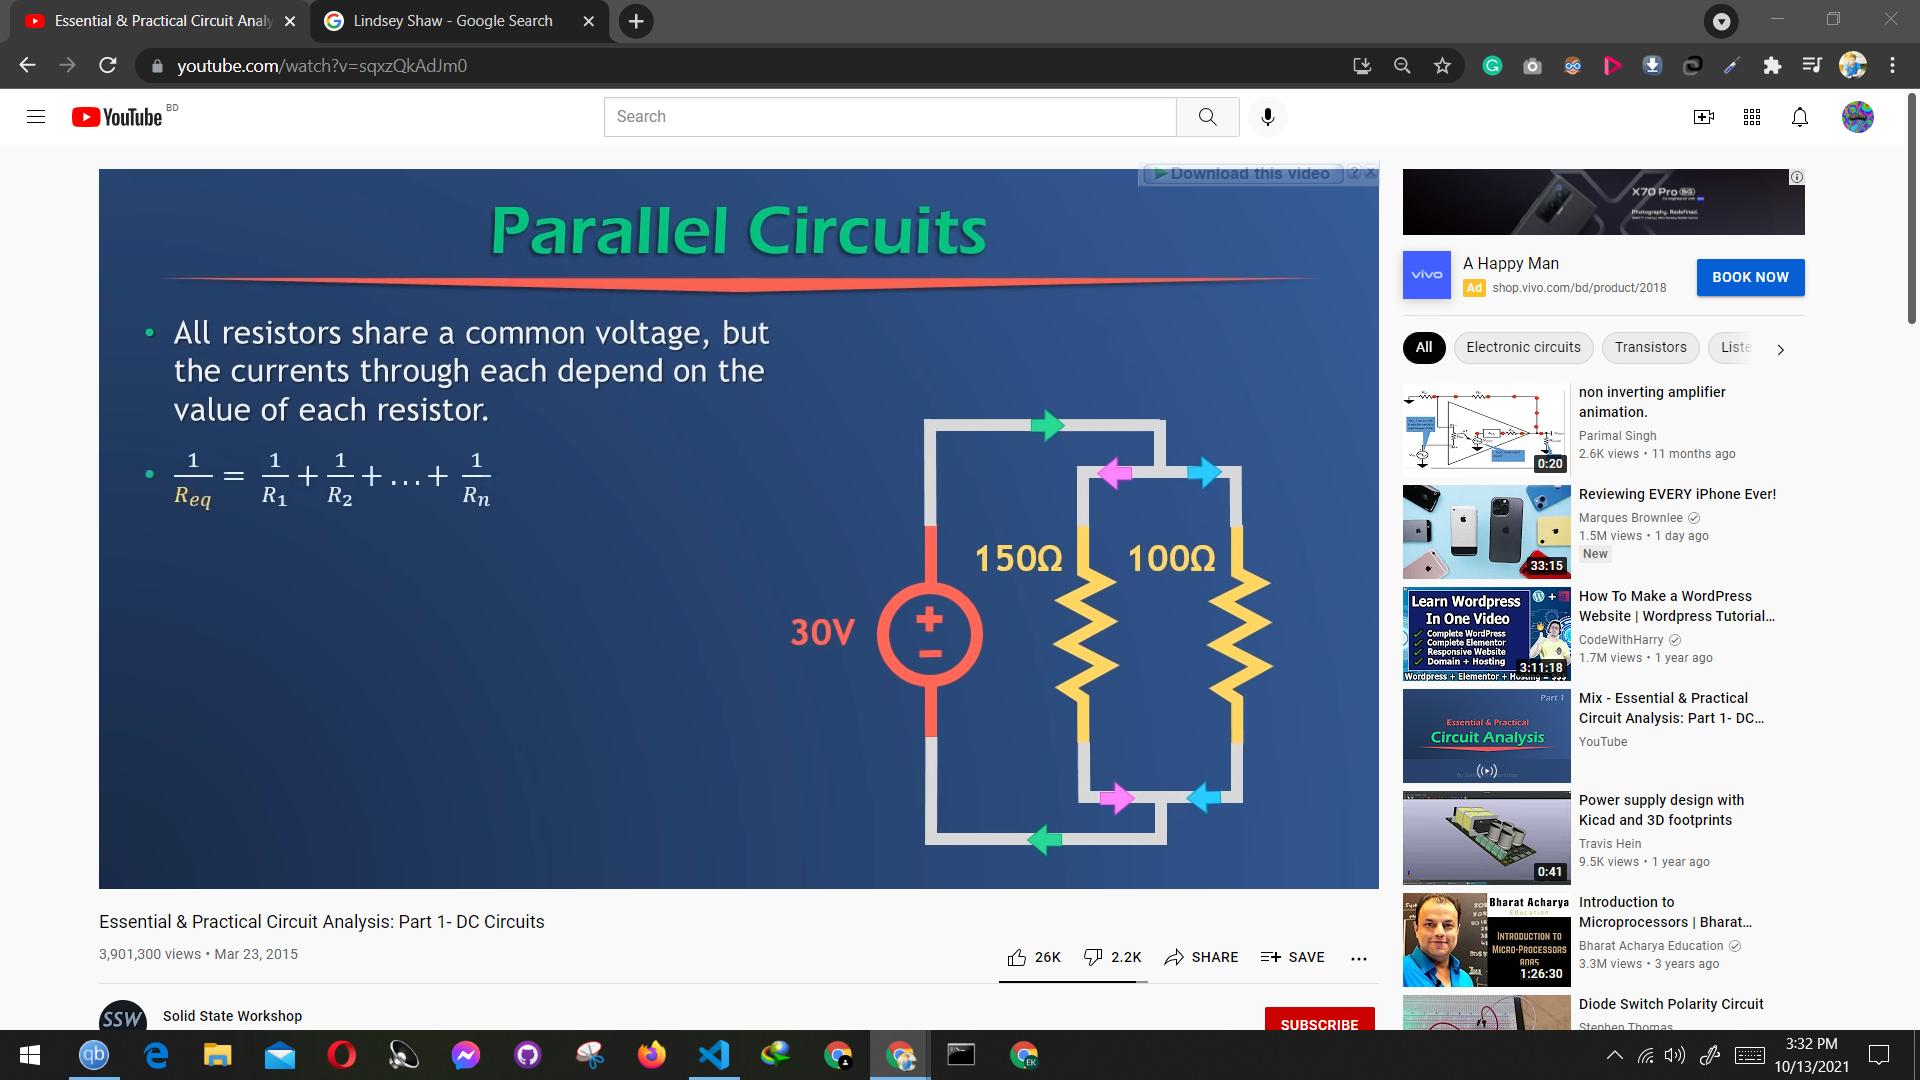 Essential & Practical Circuit Analy
Lindsey Shaw - Google Search
youtube.com/watch?v=sqxzQkAdJm0
YouTube BD
Search
Download this video
Parallel Circuits
• All resistors share a common voltage, but
the currents through each depend on the
value of each resistor.
• 1/R_eq = 1/R_1 + 1/R_2 + ... + 1/R_n
150Ω 100Ω
30V
Essential & Practical Circuit Analysis: Part 1- DC Circuits
3,901,300 views • Mar 23, 2015
26K 2.2K SHARE SAVE
SSW Solid State Workshop
SUBSCRIBE
X70 Pro 5G
Photography. Redefined.
vivo
A Happy Man
Ad shop.vivo.com/bd/product/2018
BOOK NOW
All Electronic circuits Transistors Liste
non inverting amplifier
animation.
Parimal Singh
2.6K views • 11 months ago
0:20
Reviewing EVERY iPhone Ever!
Marques Brownlee
1.5M views • 1 day ago
New
33:15
Learn Wordpress
In One Video
Complete WordPress
Complete Elementor
Responsive Website
Domain + Hosting
3:11:18
How To Make a WordPress
Website | Wordpress Tutorial...
CodeWithHarry
1.7M views • 1 year ago
Part 1
Essential & Practical
Circuit Analysis
Mix - Essential & Practical
Circuit Analysis: Part 1- DC...
YouTube
Power supply design with
Kicad and 3D footprints
Travis Hein
9.5K views • 1 year ago
0:41
Bharat Acharya
Education
INTRODUCTION TO
MICRO-PROCESSORS
1:26:30
Introduction to
Microprocessors | Bharat...
Bharat Acharya Education
3.3M views • 3 years ago
Diode Switch Polarity Circuit
Stephen Thomas
qb
EK
3:32 PM
10/13/2021